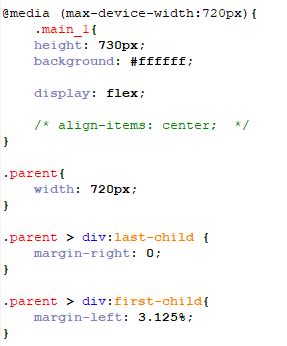 @media (max-device-width:720px){
    .main_1{
    height: 730px;
    background: #ffffff;

    display: flex;

    /* align-items: center;  */
}

.parent{
    width: 720px;
}

.parent > div:last-child {
    margin-right: 0;
}

.parent > div:first-child{
    margin-left: 3.125%;
}